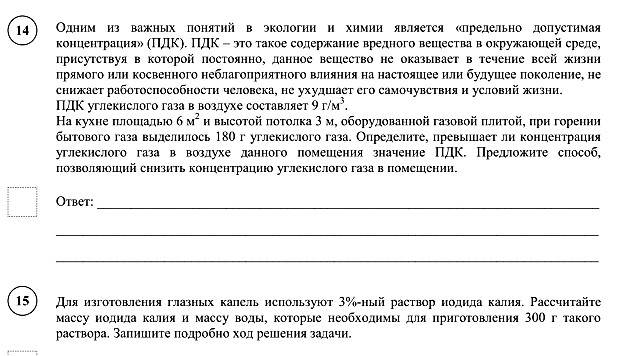 14
Одним из важных понятий в экологии и химии является «предельно допустимая
концентрация» (ПДК). ПДК – это такое содержание вредного вещества в окружающей среде,
присутствуя в которой постоянно, данное вещество не оказывает в течение всей жизни
прямого или косвенного неблагоприятного влияния на настоящее или будущее поколение, не
снижает работоспособности человека, не ухудшает его самочувствия и условий жизни.
ПДК углекислого газа в воздухе составляет 9 г/м³.
На кухне площадью 6 м² и высотой потолка 3 м, оборудованной газовой плитой, при горении
бытового газа выделилось 180 г углекислого газа. Определите, превышает ли концентрация
углекислого газа в воздухе данного помещения значение ПДК. Предложите способ,
позволяющий снизить концентрацию углекислого газа в помещении.
Ответ:
15
Для изготовления глазных капель используют 3%-ный раствор иодида калия. Рассчитайте
массу иодида калия и массу воды, которые необходимы для приготовления 300 г такого
раствора. Запишите подробно ход решения задачи.